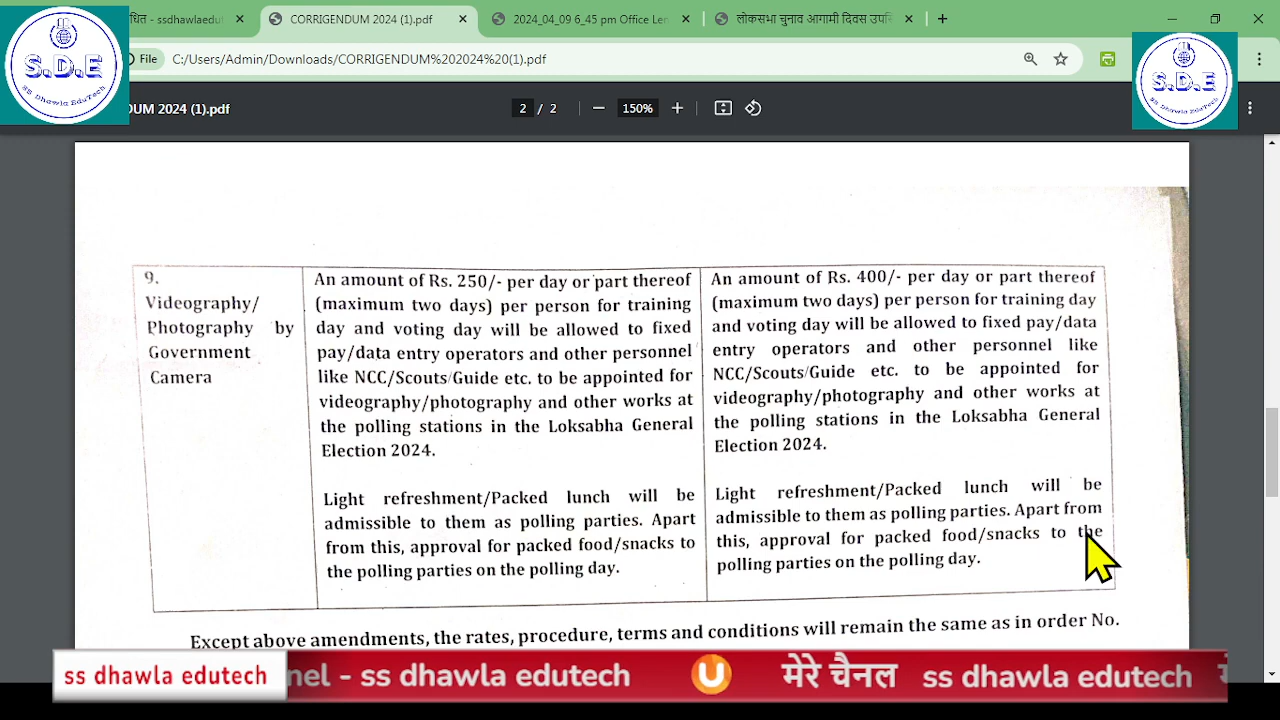 धित - ssdhawlaedut
CORRIGENDUM 2024 (1).pdf
2024_04_09 6_45 pm Office Len
लोकसभा चुनाव आगामी दिवस उपस्
File
C:/Users/Admin/Downloads/CORRIGENDUM%202024%20(1).pdf
S.D.E
SS Dhawla EduTech
S.D.E
SS Dhawla EduTech
DUM 2024 (1).pdf
2 / 2
150%
9.
Videography/
Photography by
Government
Camera
An amount of Rs. 250/- per day or part thereof
(maximum two days) per person for training
day and voting day will be allowed to fixed
pay/data entry operators and other personnel
like NCC/Scouts/Guide etc. to be appointed for
videography/photography and other works at
the polling stations in the Loksabha General
Election 2024.
Light refreshment/Packed lunch will be
admissible to them as polling parties. Apart
from this, approval for packed food/snacks to
the polling parties on the polling day.
An amount of Rs. 400/- per day or part thereof
(maximum two days) per person for training day
and voting day will be allowed to fixed pay/data
entry operators and other personnel like
NCC/Scouts/Guide etc. to be appointed for
videography/photography and other works at
the polling stations in the Loksabha General
Election 2024.
Light refreshment/Packed lunch will be
admissible to them as polling parties. Apart from
this, approval for packed food/snacks to the
polling parties on the polling day.
Except above amendments, the rates, procedure, terms and conditions will remain the same as in order No.
ss dhawla edutech
nel - ss dhawla edutech
मेरे चैनल ss dhawla edutech